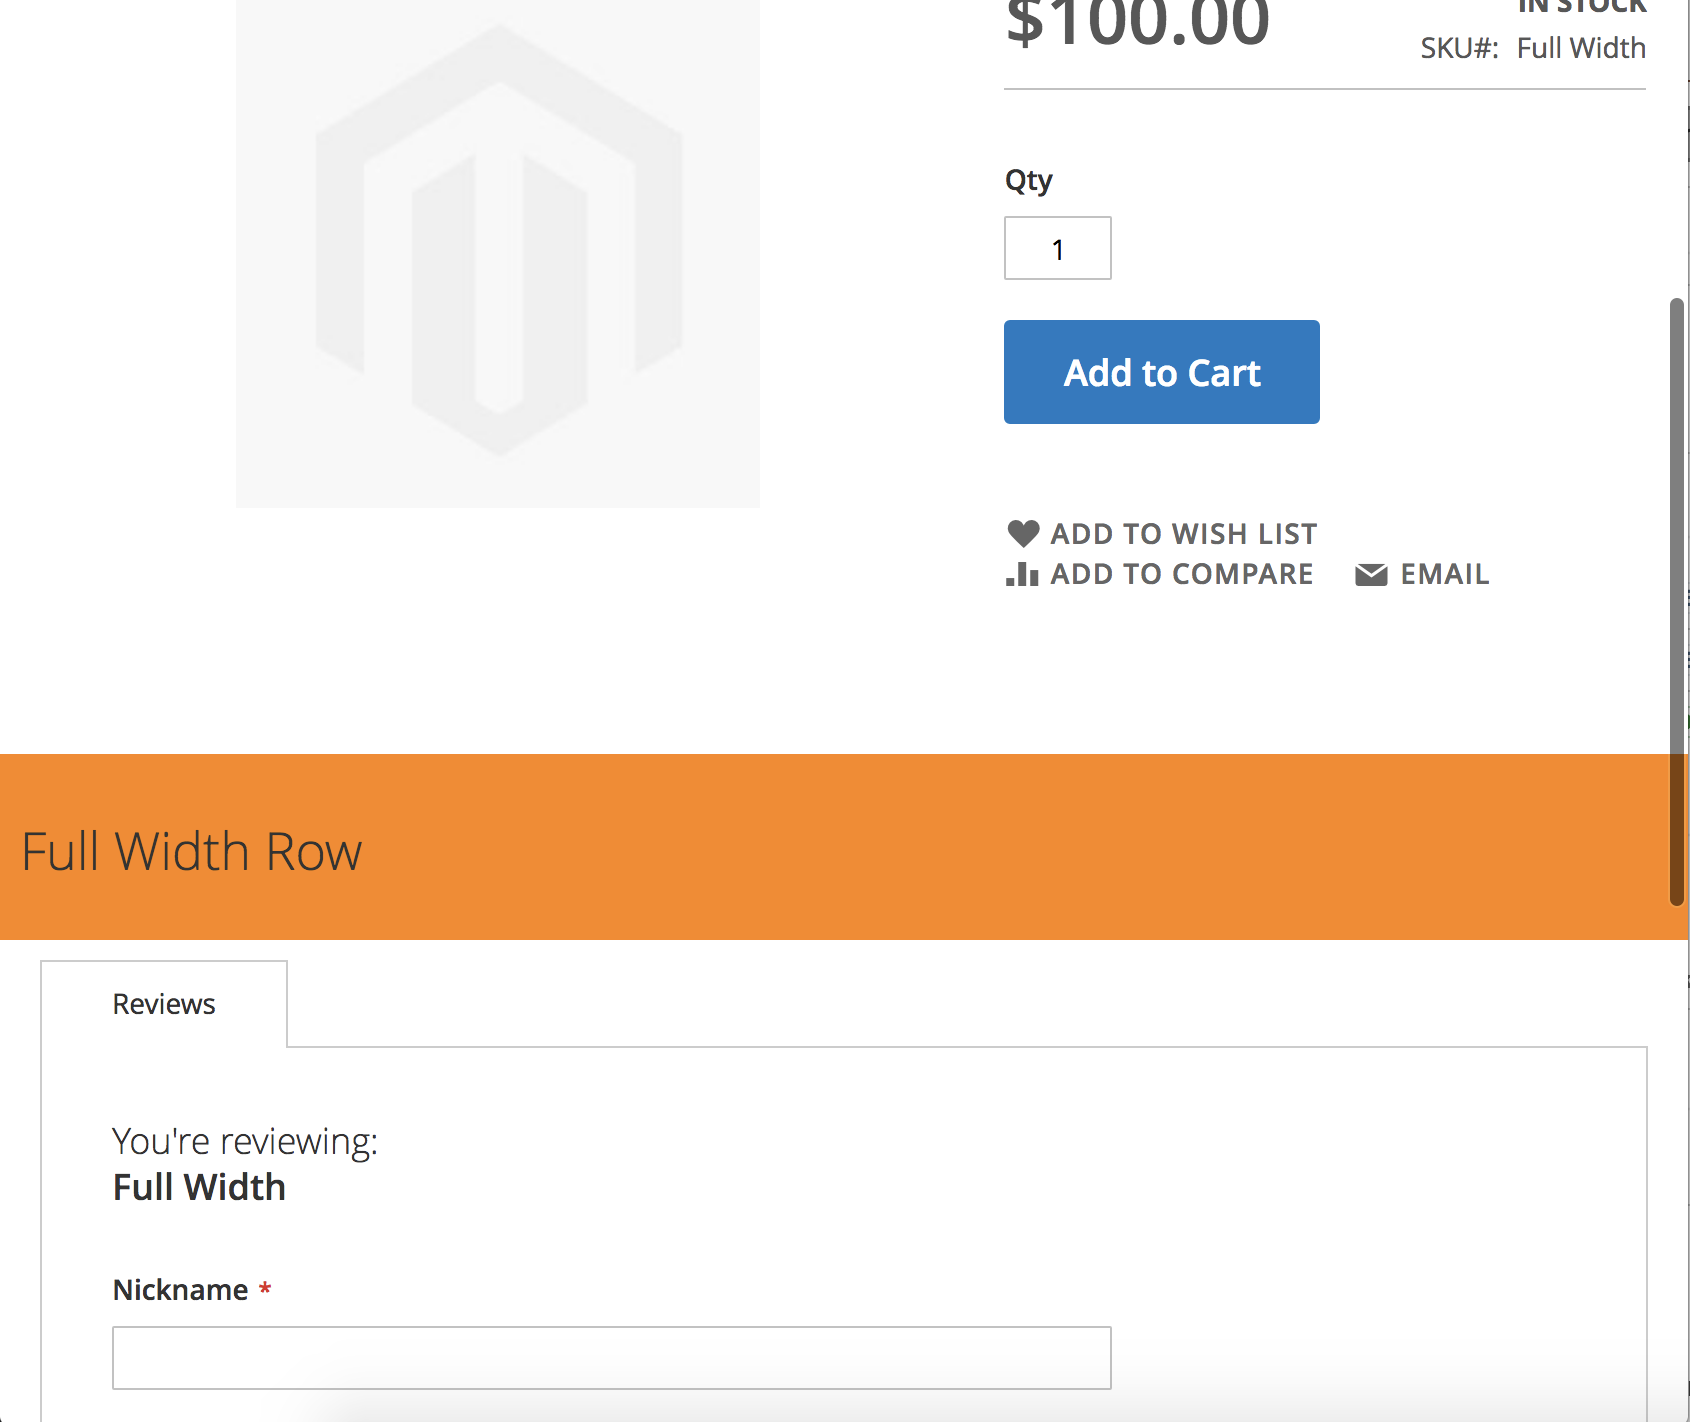 $100.00
IN STOCK
SKU#: Full Width
Qty
1
Add to Cart
ADD TO WISH LIST
ADD TO COMPARE EMAIL
Full Width Row
Reviews
You're reviewing:
Full Width
Nickname *